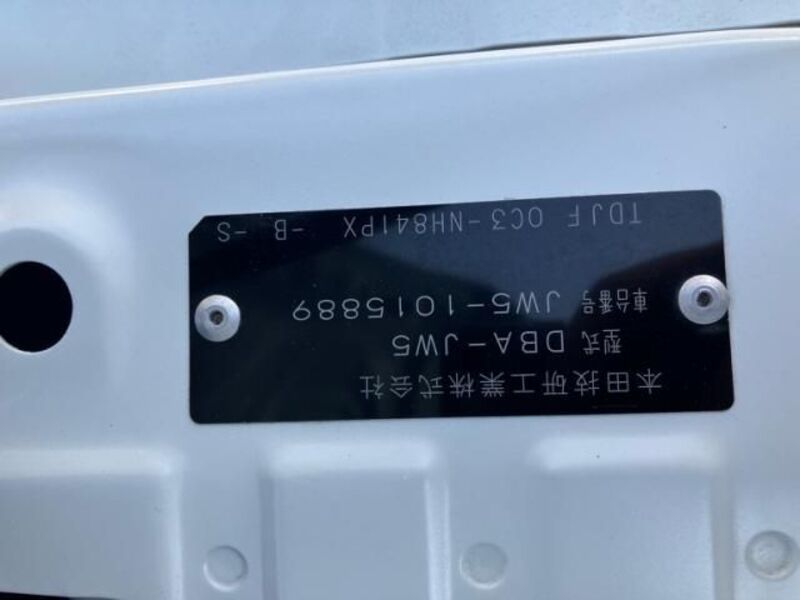 本田技研工業株式会社
型式 DBA-JW5
車台番号 JW5-1015889
TDJF 0C3-NH841PX -B -S